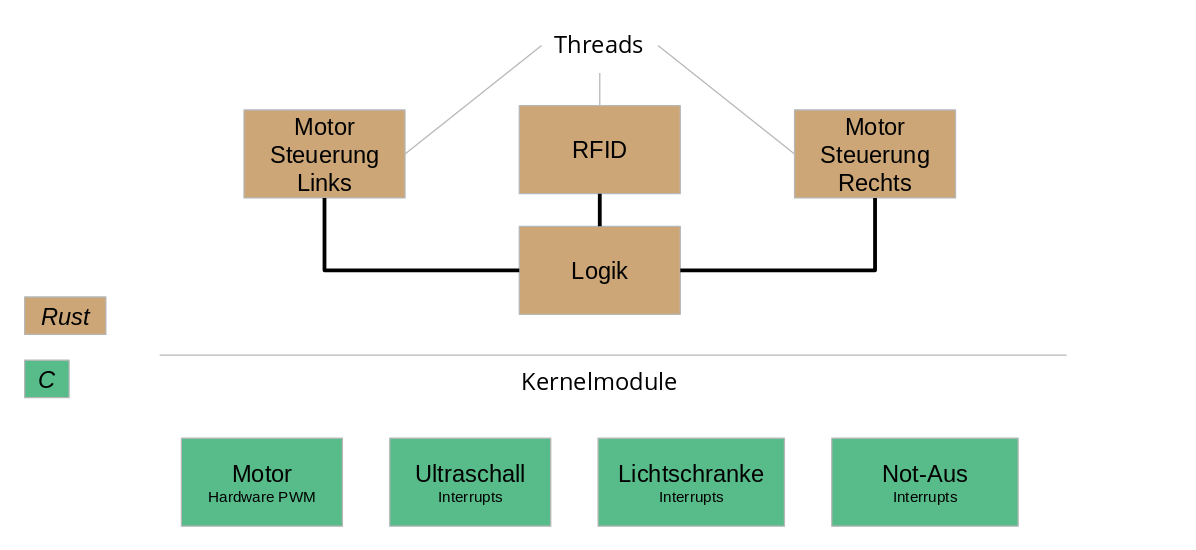 Threads
Motor
Steuerung
Links
RFID
Motor
Steuerung
Rechts
Logik
Rust
C
Kernelmodule
Motor
Hardware PWM
Ultraschall
Interrupts
Lichtschranke
Interrupts
Not-Aus
Interrupts